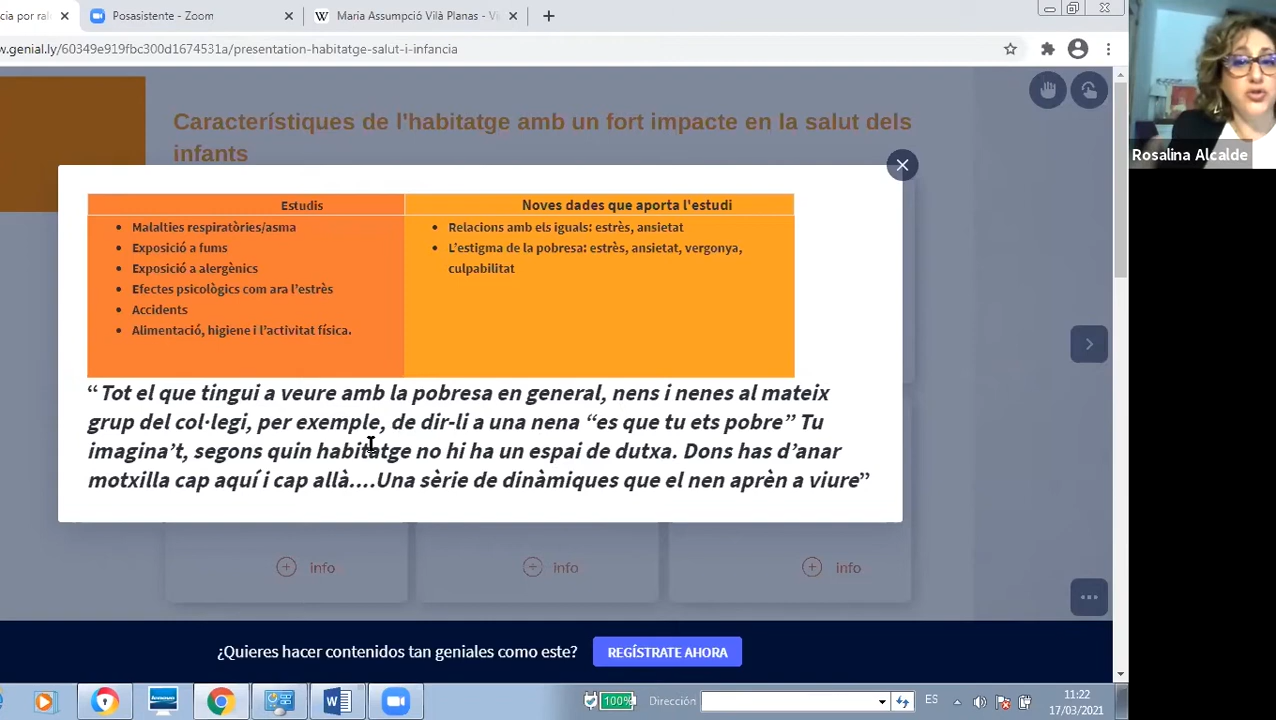 cia por ral
Posasistente - Zoom
Maria Assumpció Vilà Planas - Vi
w.genial.ly/60349e919fbc300d1674531a/presentation-habitatge-salut-i-infancia
Característiques de l'habitatge amb un fort impacte en la salut dels
infants
Rosalina Alcalde
Estudis
Malalties respiratòries/asma
Exposició a fums
Exposició a alergènics
Efectes psicològics com ara l'estrès
Accidents
Alimentació, higiene i l'activitat física.
Noves dades que aporta l'estudi
Relacions amb els iguals: estrès, ansietat
L'estigma de la pobresa: estrès, ansietat, vergonya,
culpabilitat
“ Tot el que tingui a veure amb la pobresa en general, nens i nenes al mateix
grup del col·legi, per exemple, de dir-li a una nena “es que tu ets pobre” Tu
imagina't, segons quin habitatge no hi ha un espai de dutxa. Dons has d'anar
motxilla cap aquí i cap allà....Una sèrie de dinàmiques que el nen aprèn a viure”
info
info
info
¿Quieres hacer contenidos tan geniales como este?
REGÍSTRATE AHORA
lenovo
100%
Dirección
ES
11:22
17/03/2021